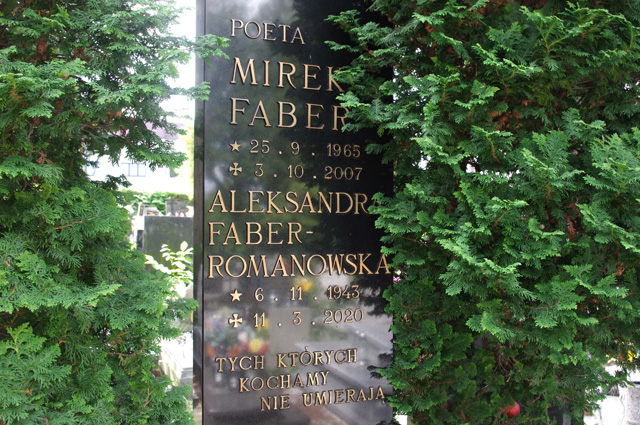 POETA
MIREK
FABER
★ 25 . 9 . 1965
✠ 3 . 10 . 2007
ALEKSANDRA
FABER-
ROMANOWSKA
★ 6 . 11 . 1943
✠ 11 . 3 . 2020
TYCH KTÓRYCH
KOCHAMY
NIE UMIERAJĄ